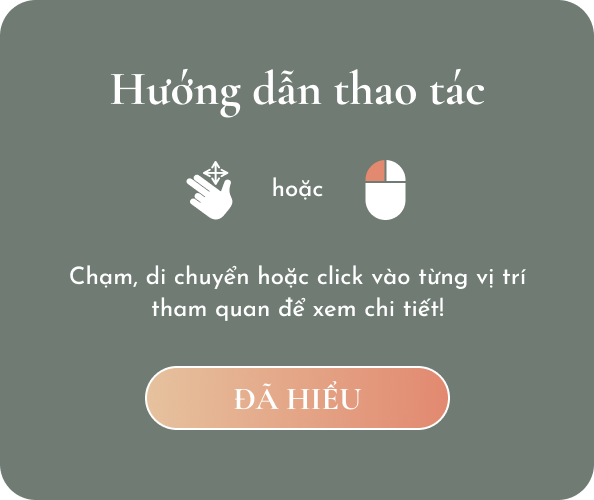 Hướng dẫn thao tác
hoặc
Chạm, di chuyển hoặc click vào từng vị trí
tham quan để xem chi tiết!
ĐÃ HIỂU